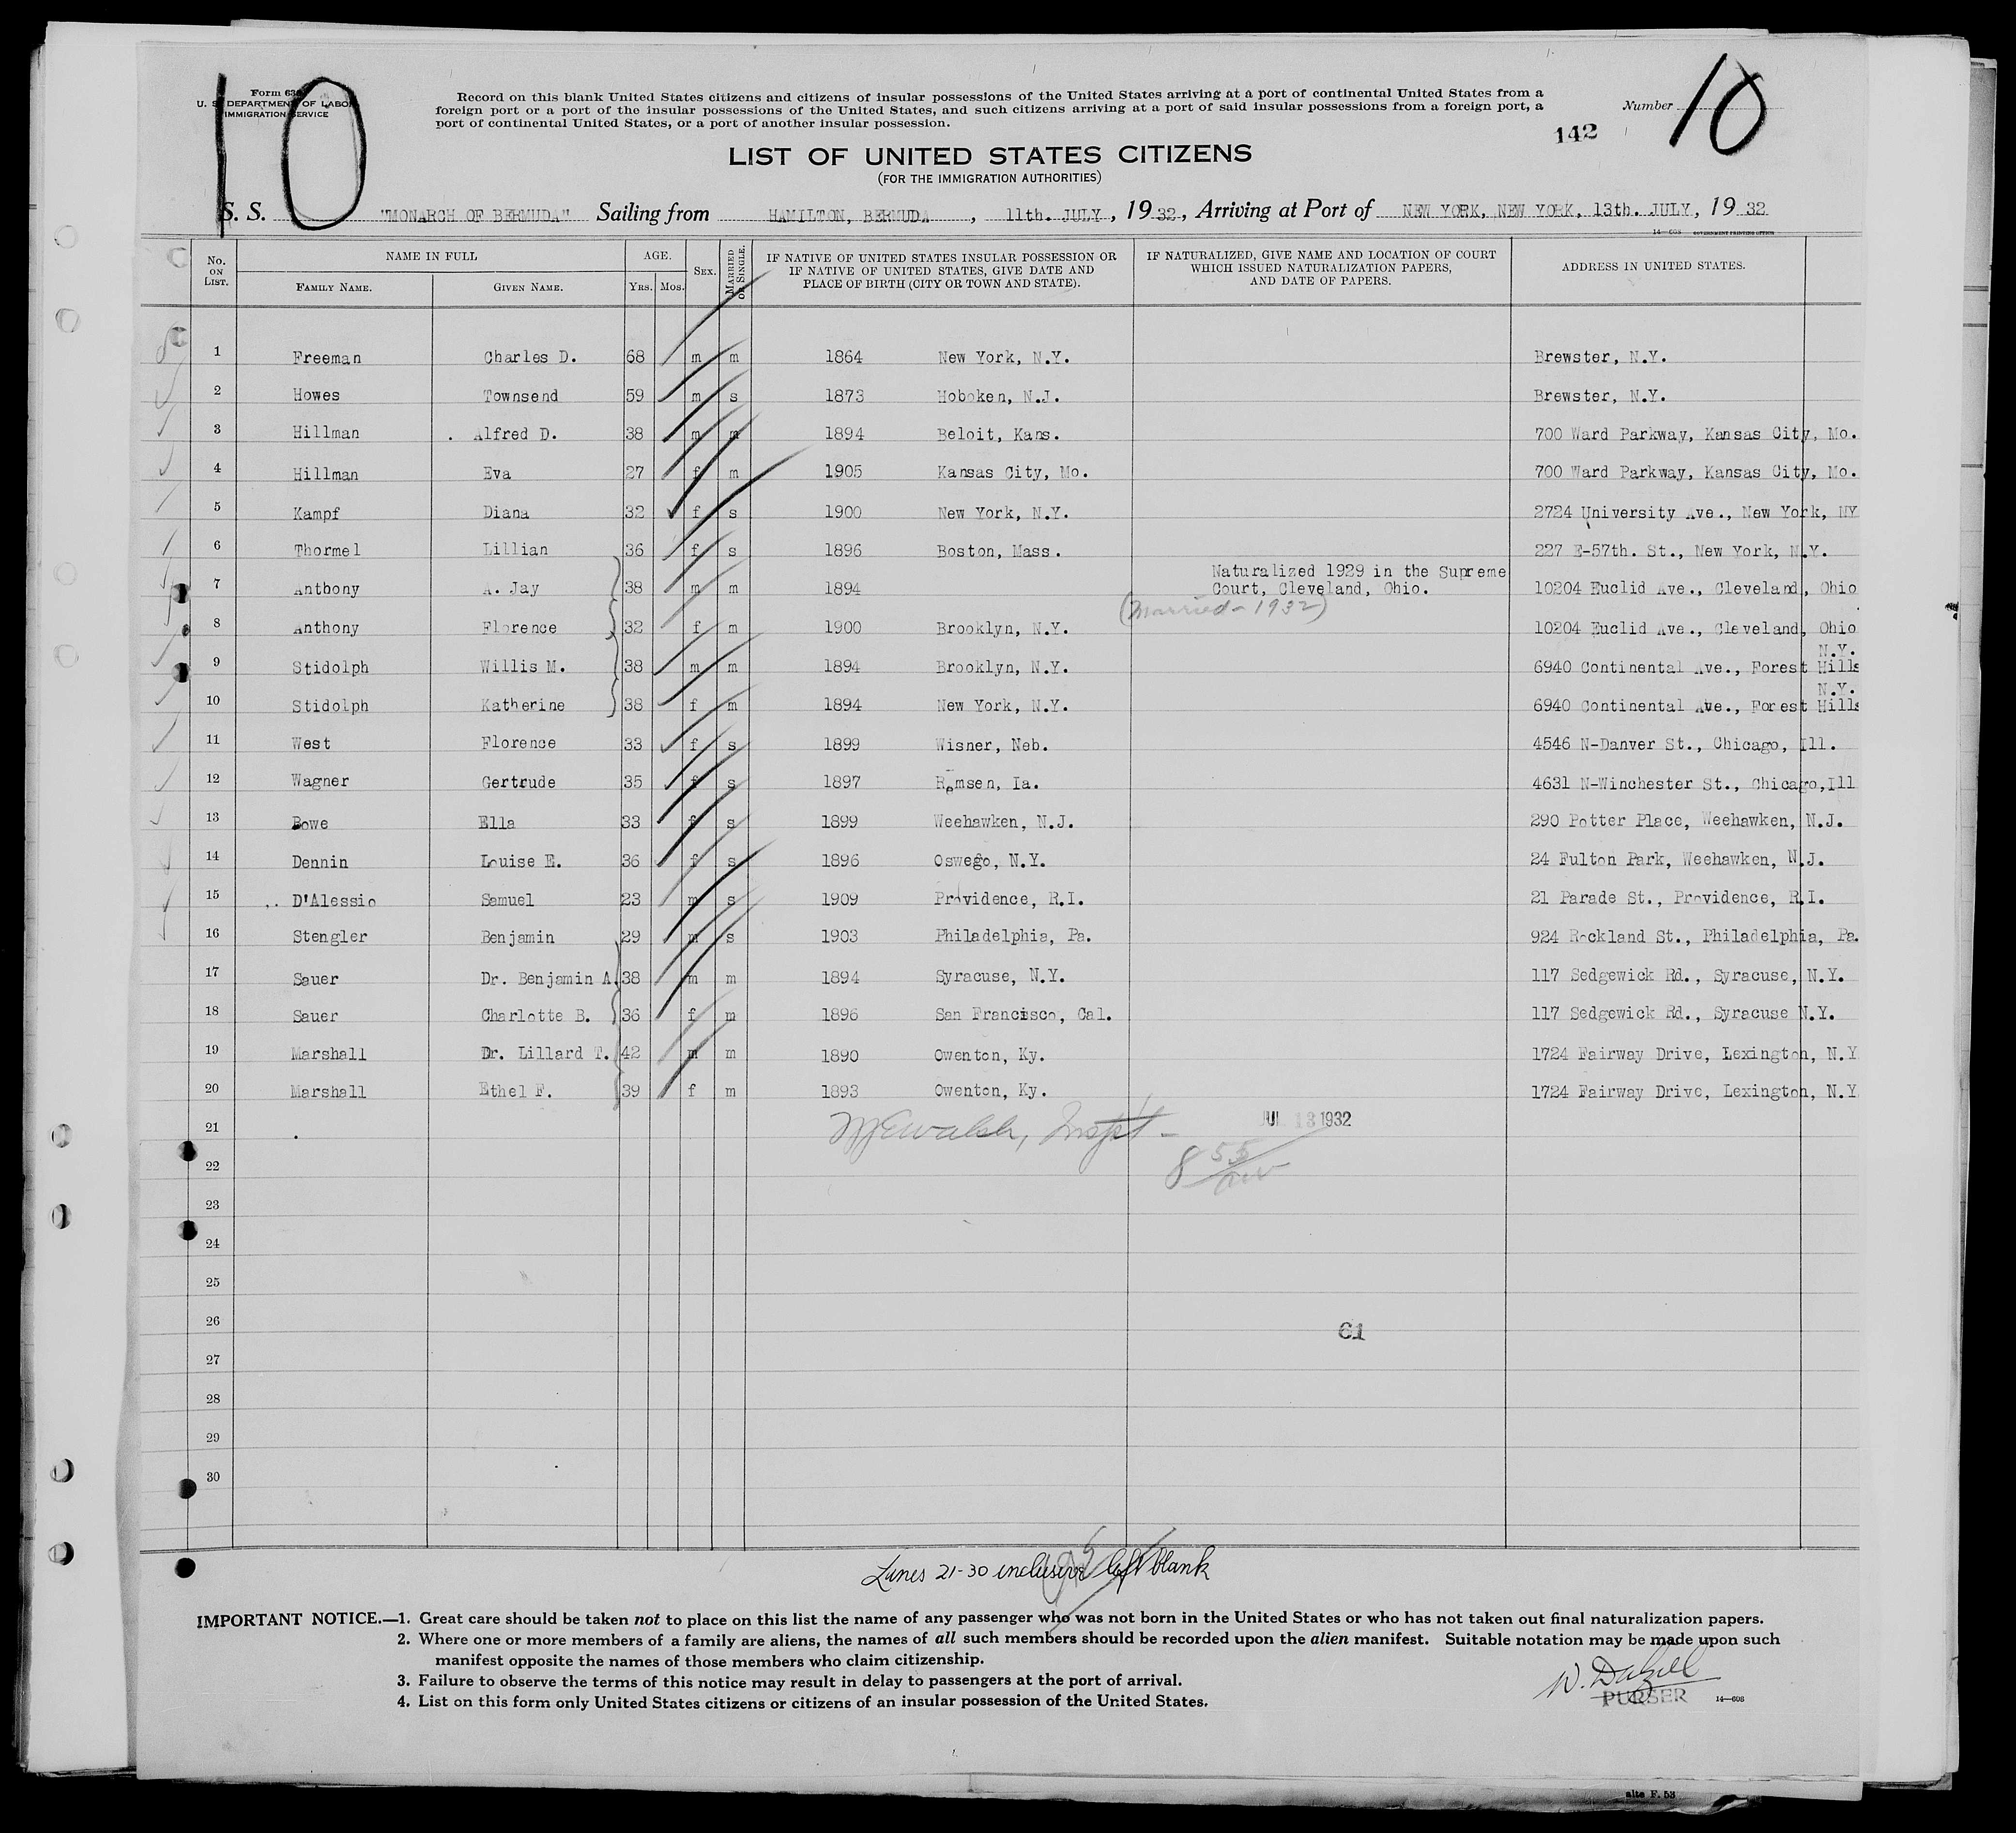 10
Form 630
U. S. DEPARTMENT OF LABOR
IMMIGRATION SERVICE
Record on this blank United States citizens and citizens of insular possessions of the United States arriving at a port of continental United States from a
foreign port or a port of the insular possessions of the United States, and such citizens arriving at a port of said insular possessions from a foreign port, a
port of continental United States, or a port of another insular possession.
Number 10
142
LIST OF UNITED STATES CITIZENS
(FOR THE IMMIGRATION AUTHORITIES)
S. S. "MONARCH OF BERMUDA" Sailing from HAMILTON, BERMUDA, 11th. JULY, 1932, Arriving at Port of NEW YORK, NEW YORK, 13th. JULY, 1932
14—608 GOVERNMENT PRINTING OFFICE
No. ON LIST. NAME IN FULL AGE. SEX. MARRIED OR SINGLE. IF NATIVE OF UNITED STATES INSULAR POSSESSION OR IF NATIVE OF UNITED STATES, GIVE DATE AND PLACE OF BIRTH (CITY OR TOWN AND STATE). IF NATURALIZED, GIVE NAME AND LOCATION OF COURT WHICH ISSUED NATURALIZATION PAPERS, AND DATE OF PAPERS. ADDRESS IN UNITED STATES.
FAMILY NAME. GIVEN NAME. YRS. MOS.
1 Freeman Charles D. 68 m m 1864 New York, N.Y. Brewster, N.Y.
2 Howes Townsend 59 m s 1873 Hoboken, N.J. Brewster, N.Y.
3 Hillman Alfred D. 38 m m 1894 Beloit, Kans. 700 Ward Parkway, Kansas City, Mo.
4 Hillman Eva 27 f m 1905 Kansas City, Mo. 700 Ward Parkway, Kansas City, Mo.
5 Kampf Diana 32 f s 1900 New York, N.Y. 2724 University Ave., New York, NY
6 Thormel Lillian 36 f s 1896 Boston, Mass. 227 E-57th. St., New York, N.Y.
Naturalized 1929 in the Supreme
7 Anthony A. Jay 38 m m 1894 Court, Cleveland, Ohio. 10204 Euclid Ave., Cleveland, Ohio
(Married - 1932)
8 Anthony Florence 32 f m 1900 Brooklyn, N.Y. 10204 Euclid Ave., Cleveland, Ohio
N.Y.
9 Stidolph Willis M. 38 m m 1894 Brooklyn, N.Y. 6940 Continental Ave., Forest Hills
N.Y.
10 Stidolph Katherine 38 f m 1894 New York, N.Y. 6940 Continental Ave., Forest Hills
11 West Florence 33 f s 1899 Wisner, Neb. 4546 N-Danver St., Chicago, Ill.
12 Wagner Gertrude 35 f s 1897 Remsen, Ia. 4631 N-Winchester St., Chicago, Ill
13 Bowe Ella 33 f s 1899 Weehawken, N.J. 290 Potter Place, Weehawken, N.J.
14 Dennin Louise E. 36 f s 1896 Oswego, N.Y. 24 Fulton Park, Weehawken, N.J.
15 D'Alessio Samuel 23 m s 1909 Providence, R.I. 21 Parade St., Providence, R.I.
16 Stengler Benjamin 29 m s 1903 Philadelphia, Pa. 924 Rockland St., Philadelphia, Pa.
17 Sauer Dr. Benjamin A. 38 m m 1894 Syracuse, N.Y. 117 Sedgewick Rd., Syracuse, N.Y.
18 Sauer Charlotte B. 36 f m 1896 San Francisco, Cal. 117 Sedgewick Rd., Syracuse N.Y.
19 Marshall Dr. Lillard T. 42 m m 1890 Owenton, Ky. 1724 Fairway Drive, Lexington, N.Y
20 Marshall Ethel F. 39 f m 1893 Owenton, Ky. 1724 Fairway Drive, Lexington, N.Y
21 JUL 13 1932
22 8 55
23
24
25
26 61
27
28
29
30
Lines 21-30 inclusive left blank
IMPORTANT NOTICE.—1. Great care should be taken not to place on this list the name of any passenger who was not born in the United States or who has not taken out final naturalization papers.
2. Where one or more members of a family are aliens, the names of all such members should be recorded upon the alien manifest. Suitable notation may be made upon such
manifest opposite the names of those members who claim citizenship.
3. Failure to observe the terms of this notice may result in delay to passengers at the port of arrival.
4. List on this form only United States citizens or citizens of an insular possession of the United States.
PURSER 14—608